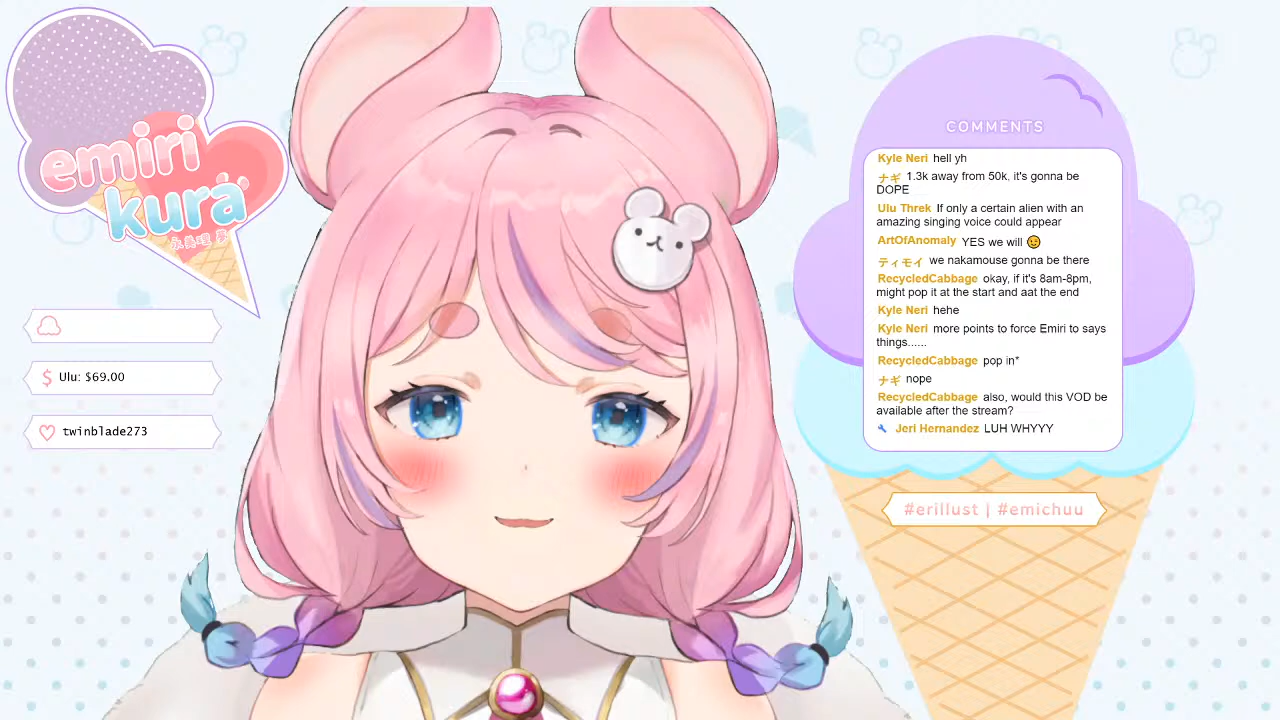 emiri
kura
Ulu: $69.00
twinblade273
COMMENTS
Kyle Neri hell yh
ナギ 1.3k away from 50k, it's gonna be
DOPE
Ulu Threk If only a certain alien with an
amazing singing voice could appear
ArtOfAnomaly YES we will
ティモイ we nakamouse gonna be there
RecycledCabbage okay, if it's 8am-8pm,
might pop it at the start and aat the end
Kyle Neri hehe
Kyle Neri more points to force Emiri to says
things......
RecycledCabbage pop in*
ナギ nope
RecycledCabbage also, would this VOD be
available after the stream?
Jeri Hernandez LUH WHYYY
#erillust | #emichuu